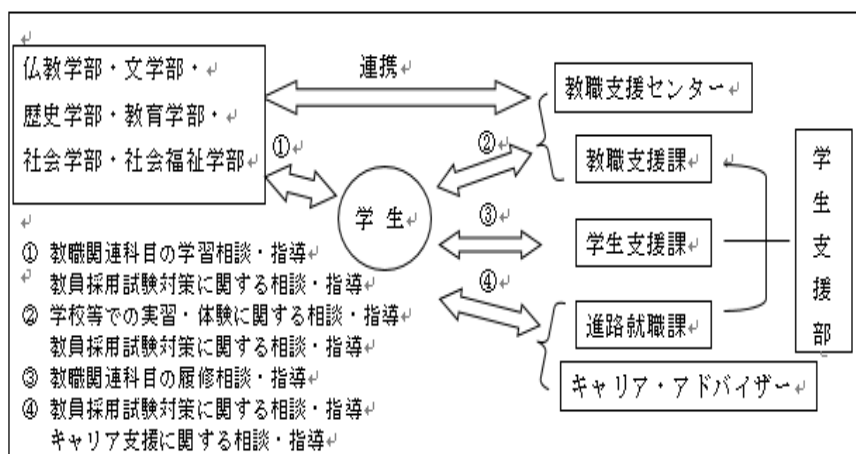 仏教学部・文学部・
歴史学部・教育学部・
社会学部・社会福祉学部
連携
教職支援センター
教職支援課
学生支援課
進路就職課
キャリア・アドバイザー
学生支援部
学 生
①
②
③
④
① 教職関連科目の学習相談・指導
教員採用試験対策に関する相談・指導
② 学校等での実習・体験に関する相談・指導
教員採用試験対策に関する相談・指導
③ 教職関連科目の履修相談・指導
④ 教員採用試験対策に関する相談・指導
キャリア支援に関する相談・指導